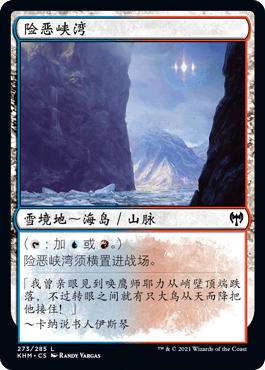 险恶峡湾
雪境地～海岛／山脉
（：加或。）
险恶峡湾须横置进战场。
「我曾亲眼见到唤鹰师耶力从峭壁顶端跌
落，不过转眼之间就有只大鸟从天而降把
他接住！」
～卡纳说书人伊斯琴
273/285 L
KHM • CS RANDY VARGAS
™ & © 2021 Wizards of the Coast